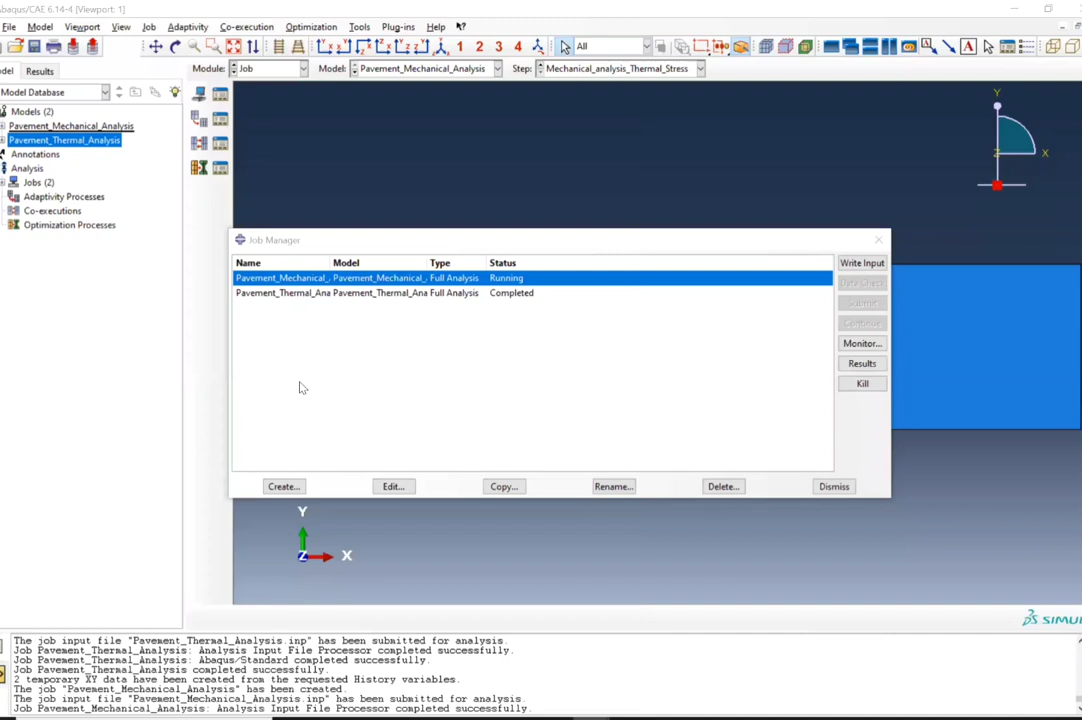 Abaqus/CAE 6.14-4 [Viewport: 1]
File Model Viewport View Job Adaptivity Co-execution Optimization Tools Plug-ins Help
1 2 3 4 All A
Results Module: Job Model: Pavement_Mechanical_Analysis Step: Mechanical_analysis_Thermal_Stress
Model Database
Models (2)
Pavement_Mechanical_Analysis
Pavement_Thermal_Analysis
Annotations
Analysis
Jobs (2)
Adaptivity Processes
Co-executions
Optimization Processes
Y
X
Z
Job Manager
Name Model Type Status
Pavement_Mechanical_ Pavement_Mechanical_ Full Analysis Running
Pavement_Thermal_Ana Pavement_Thermal_Ana Full Analysis Completed
Write Input
Data Check
Submit
Continue
Monitor...
Results
Kill
Create... Edit... Copy... Rename... Delete... Dismiss
Y
Z X
SIMU
The job input file "Pavement_Thermal_Analysis.inp" has been submitted for analysis.
Job Pavement_Thermal_Analysis: Analysis Input File Processor completed successfully.
Job Pavement_Thermal_Analysis: Abaqus/Standard completed successfully.
Job Pavement_Thermal_Analysis completed successfully.
2 temporary XY data have been created from the requested History variables.
The job "Pavement_Mechanical_Analysis" has been created.
The job input file "Pavement_Mechanical_Analysis.inp" has been submitted for analysis.
Job Pavement_Mechanical_Analysis: Analysis Input File Processor completed successfully.